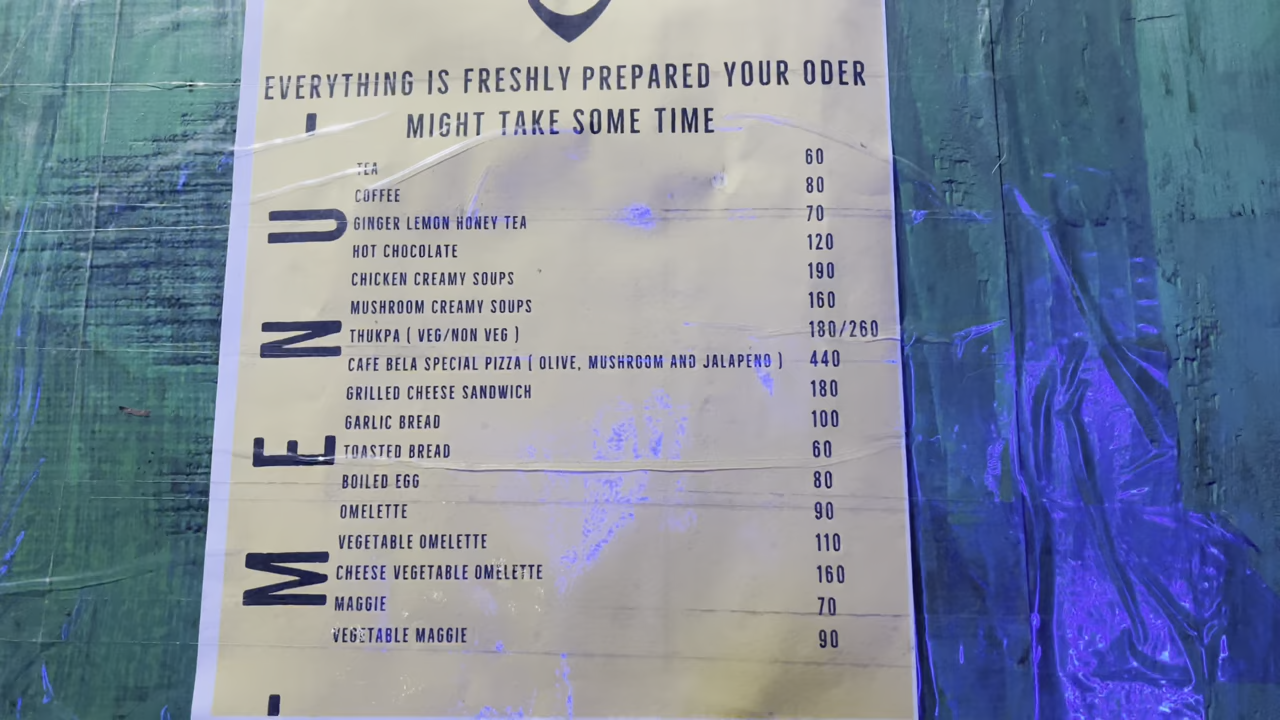 EVERYTHING IS FRESHLY PREPARED YOUR ODER
MIGHT TAKE SOME TIME
- MENU -
TEA 60
COFFEE 80
GINGER LEMON HONEY TEA 70
HOT CHOCOLATE 120
CHICKEN CREAMY SOUPS 190
MUSHROOM CREAMY SOUPS 160
THUKPA ( VEG/NON VEG ) 180/260
CAFE BELA SPECIAL PIZZA ( OLIVE, MUSHROOM AND JALAPENO ) 440
GRILLED CHEESE SANDWICH 180
GARLIC BREAD 100
TOASTED BREAD 60
BOILED EGG 80
OMELETTE 90
VEGETABLE OMELETTE 110
CHEESE VEGETABLE OMELETTE 160
MAGGIE 70
VEGETABLE MAGGIE 90